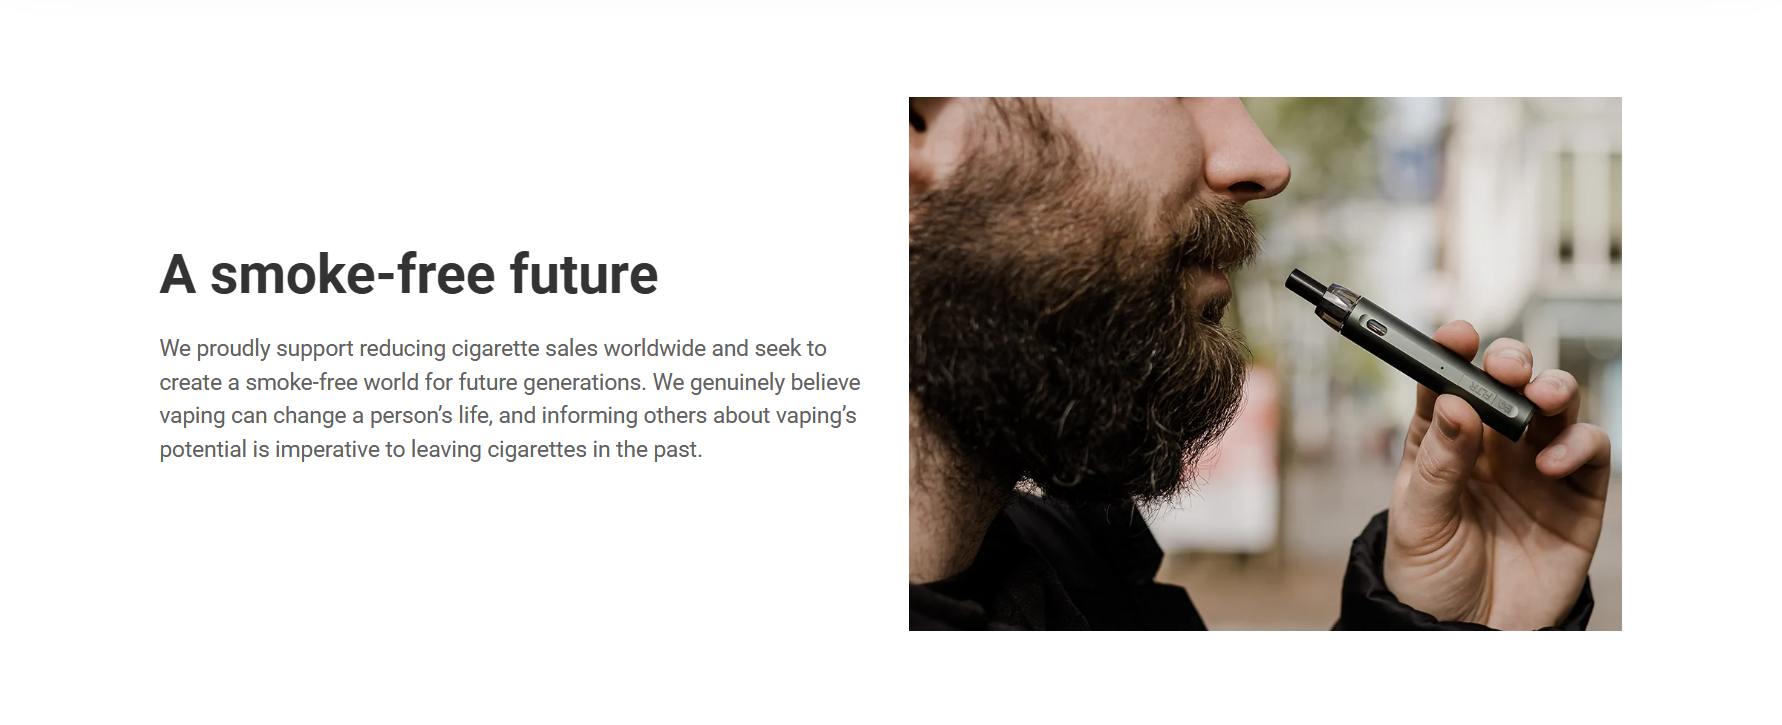 A smoke-free future
We proudly support reducing cigarette sales worldwide and seek to
create a smoke-free world for future generations. We genuinely believe
vaping can change a person’s life, and informing others about vaping’s
potential is imperative to leaving cigarettes in the past.